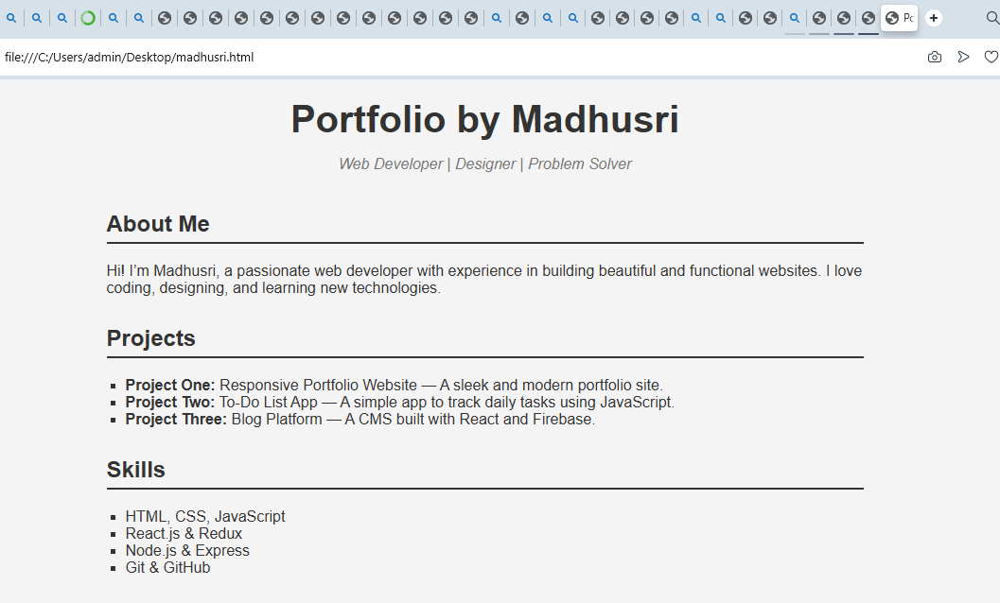 Po
file:///C:/Users/admin/Desktop/madhusri.html
Portfolio by Madhusri
Web Developer | Designer | Problem Solver
About Me
Hi! I’m Madhusri, a passionate web developer with experience in building beautiful and functional websites. I love
coding, designing, and learning new technologies.
Projects
Project One: Responsive Portfolio Website — A sleek and modern portfolio site.
Project Two: To-Do List App — A simple app to track daily tasks using JavaScript.
Project Three: Blog Platform — A CMS built with React and Firebase.
Skills
HTML, CSS, JavaScript
React.js & Redux
Node.js & Express
Git & GitHub